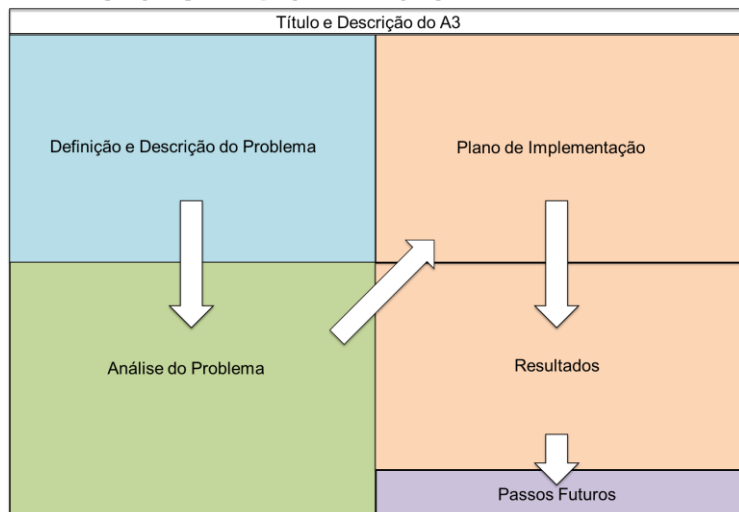 Título e Descrição do A3
Definição e Descrição do Problema
Análise do Problema
Plano de Implementação
Resultados
Passos Futuros